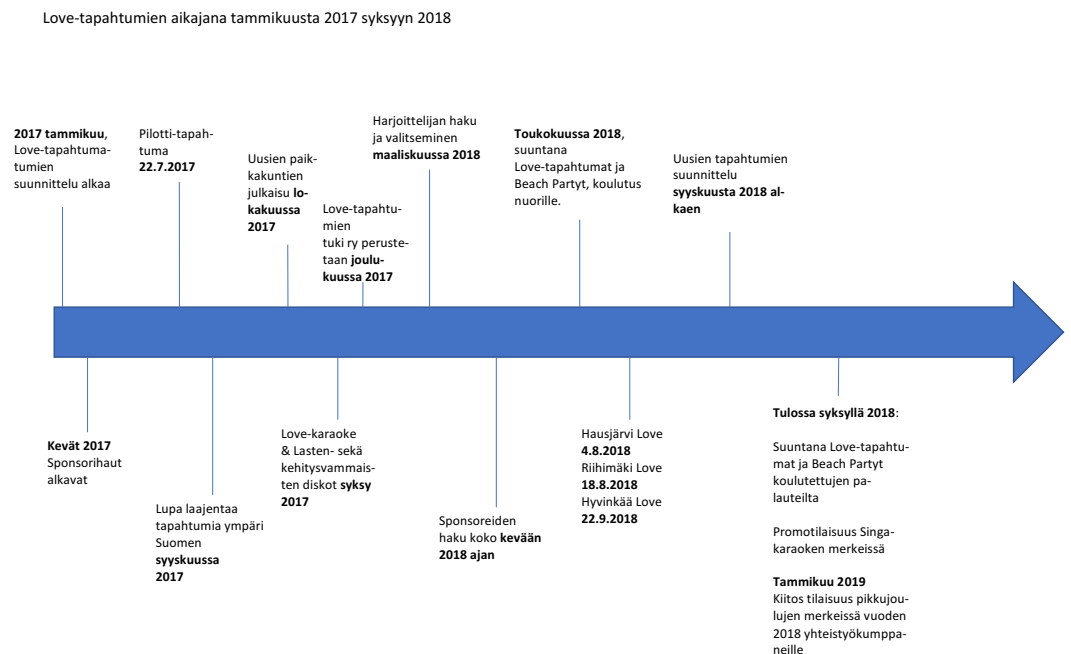 Love-tapahtumien aikajana tammikuusta 2017 syksyyn 2018
2017 tammikuu,
Love-tapahtuma-
tumien
suunnittelu alkaa
Pilotti-tapah-
tuma
22.7.2017
Uusien paik-
kakuntien
julkaisu lo-
kakuussa
2017
Love-tapahtu-
mien
tuki ry peruste-
taan joulu-
kuussa 2017
Harjoittelijan haku
ja valitseminen
maaliskuussa 2018
Toukokuussa 2018,
suuntana
Love-tapahtumat ja
Beach Partyt, koulutus
nuorille.
Uusien tapahtumien
suunnittelu
syyskuusta 2018 al-
kaen
Kevät 2017
Sponsorihaut
alkavat
Lupa laajentaa
tapahtumia ympäri
Suomen
syyskuussa
2017
Love-karaoke
& Lasten- sekä
kehitysvammais-
ten diskot syksy
2017
Sponsoreiden
haku koko kevään
2018 ajan
Hausjärvi Love
4.8.2018
Riihimäki Love
18.8.2018
Hyvinkää Love
22.9.2018
Tulossa syksyllä 2018:
Suuntana Love-tapahtu-
mat ja Beach Partyt
koulutettujen pa-
lauteilta
Promotilaisuus Singa-
karaoken merkeissä
Tammikuu 2019
Kiitos tilaisuus pikkujou-
lujen merkeissä vuoden
2018 yhteistyökumppa-
neille